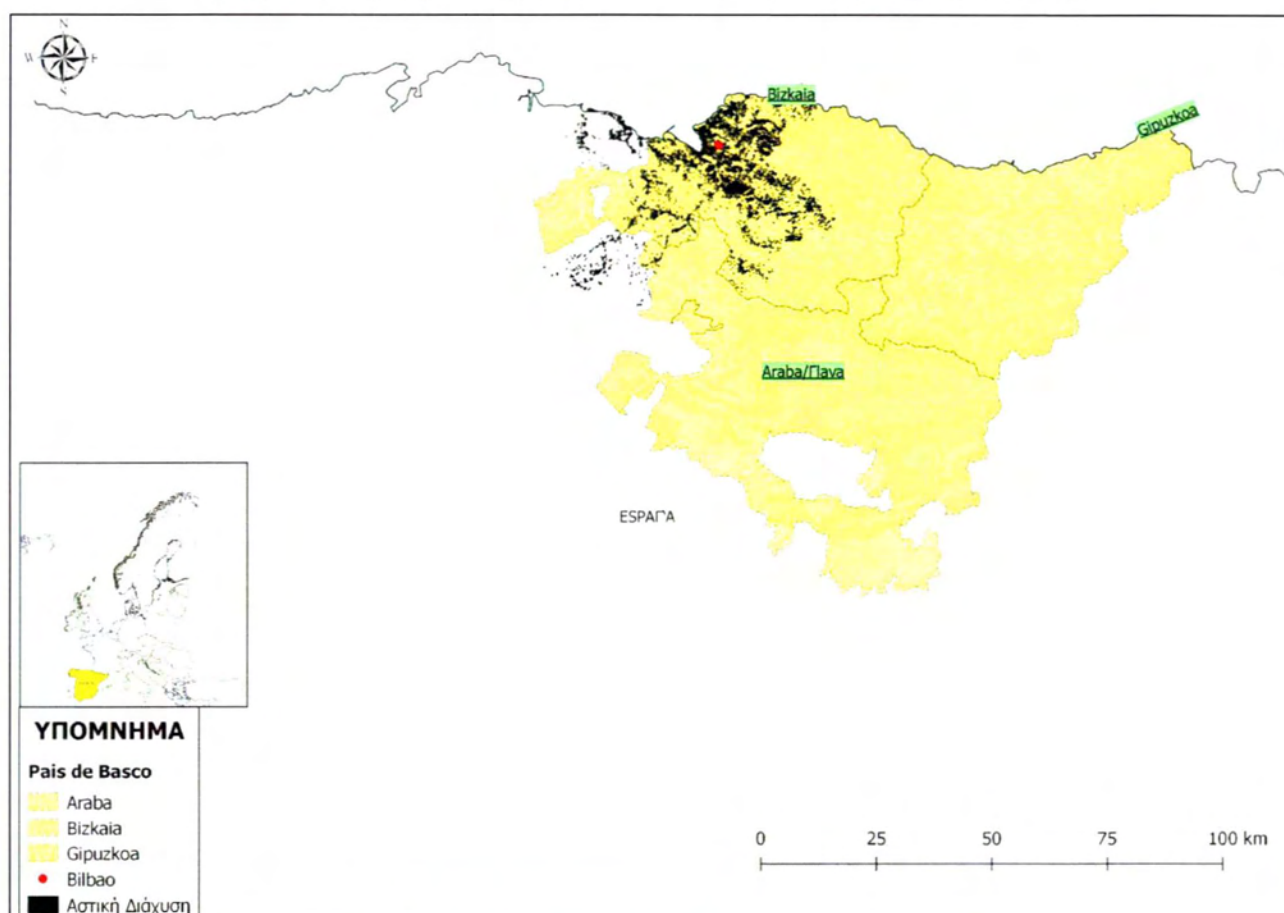 N
W
E
N
Bizkaia
Gipuzkoa
Araba/Γlava
ESPAΓA
ΥΠΟΜΝΗΜΑ
Pais de Basco
Araba
Bizkaia
Gipuzkoa
Bilbao
Αστική Διάχυση
0 25 50 75 100 km